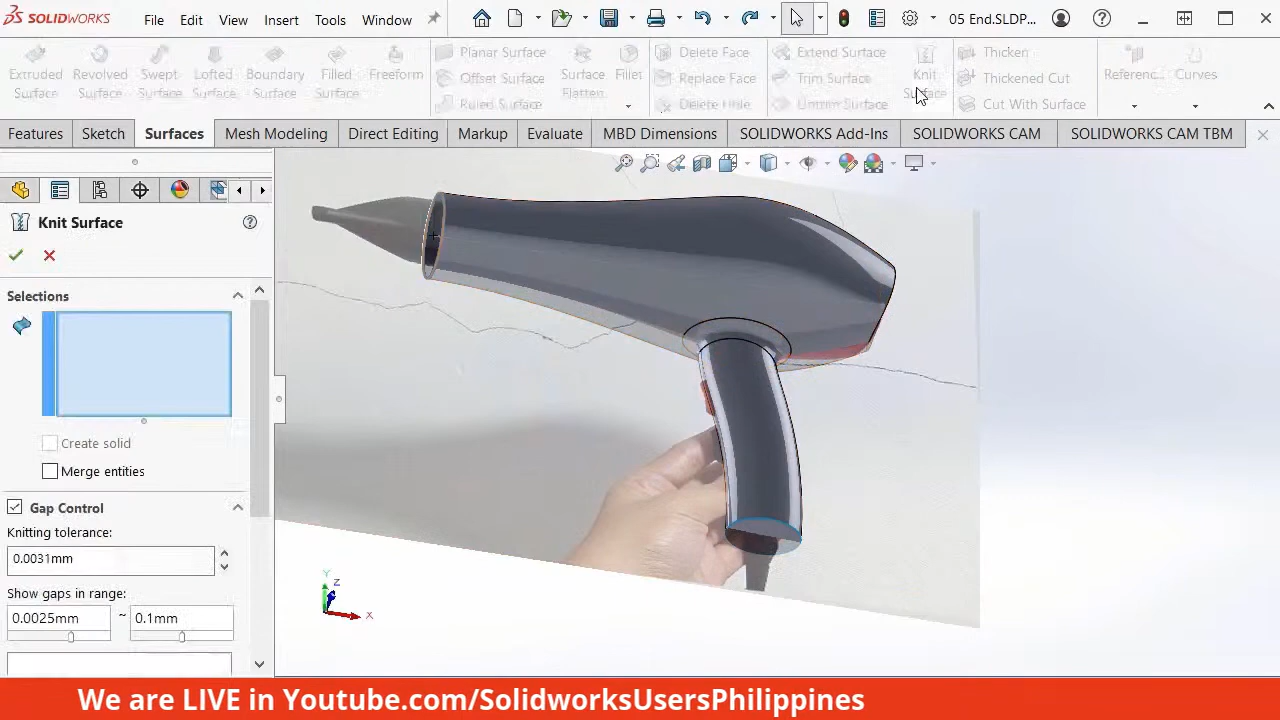 SOLIDWORKS
File Edit View Insert Tools Window
05 End.SLDP...
Extruded Surface
Revolved Surface
Swept Surface
Lofted Surface
Boundary Surface
Filled Surface
Freeform
Planar Surface
Offset Surface
Ruled Surface
Surface Flatten
Fillet
Delete Face
Replace Face
Delete Hole
Extend Surface
Trim Surface
Untrim Surface
Knit Surface
Thicken
Thickened Cut
Cut With Surface
Referenc...
Curves
Features Sketch Surfaces Mesh Modeling Direct Editing Markup Evaluate MBD Dimensions SOLIDWORKS Add-Ins SOLIDWORKS CAM SOLIDWORKS CAM TBM
Knit Surface
Selections
Create solid
Merge entities
Gap Control
Knitting tolerance:
0.0031mm
Show gaps in range:
0.0025mm ~ 0.1mm
Y
Z
X
We are LIVE in Youtube.com/SolidworksUsersPhilippines